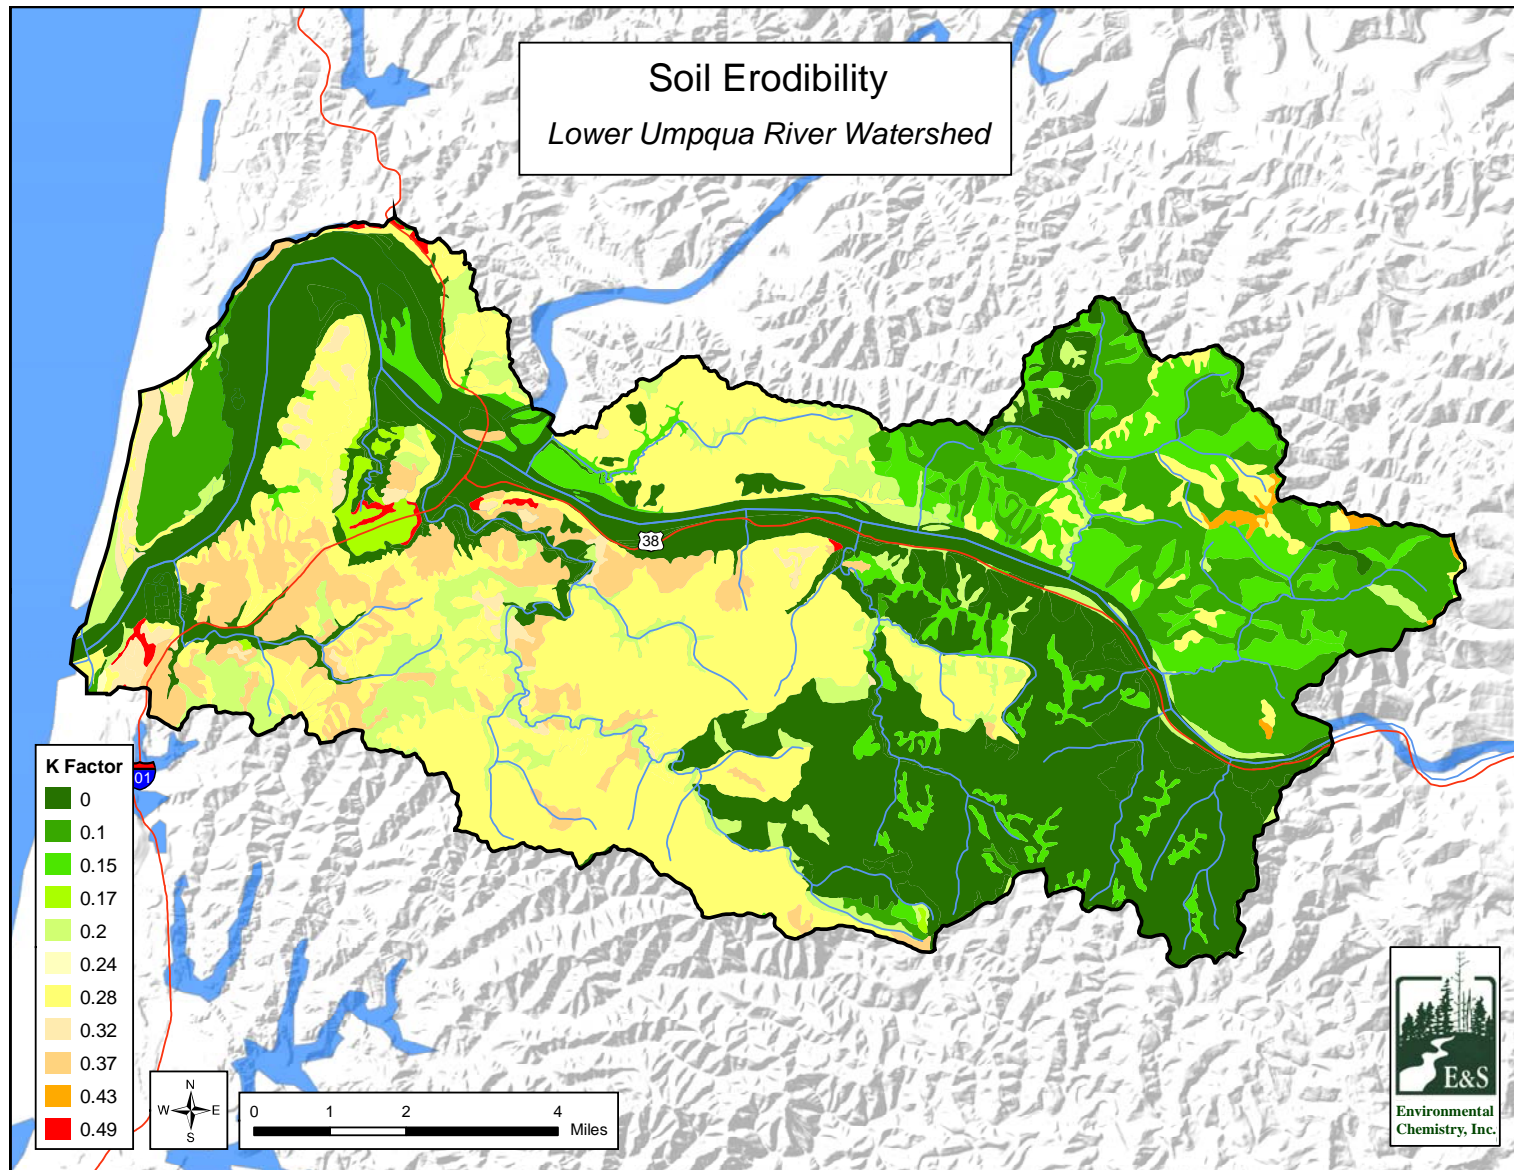 Soil Erodibility
Lower Umpqua River Watershed
38
K Factor
01
0
0.1
0.15
0.17
0.2
0.24
0.28
0.32
0.37
0.43
0.49
N
W E
S
0 1 2 4
Miles
E&S
Environmental
Chemistry, Inc.